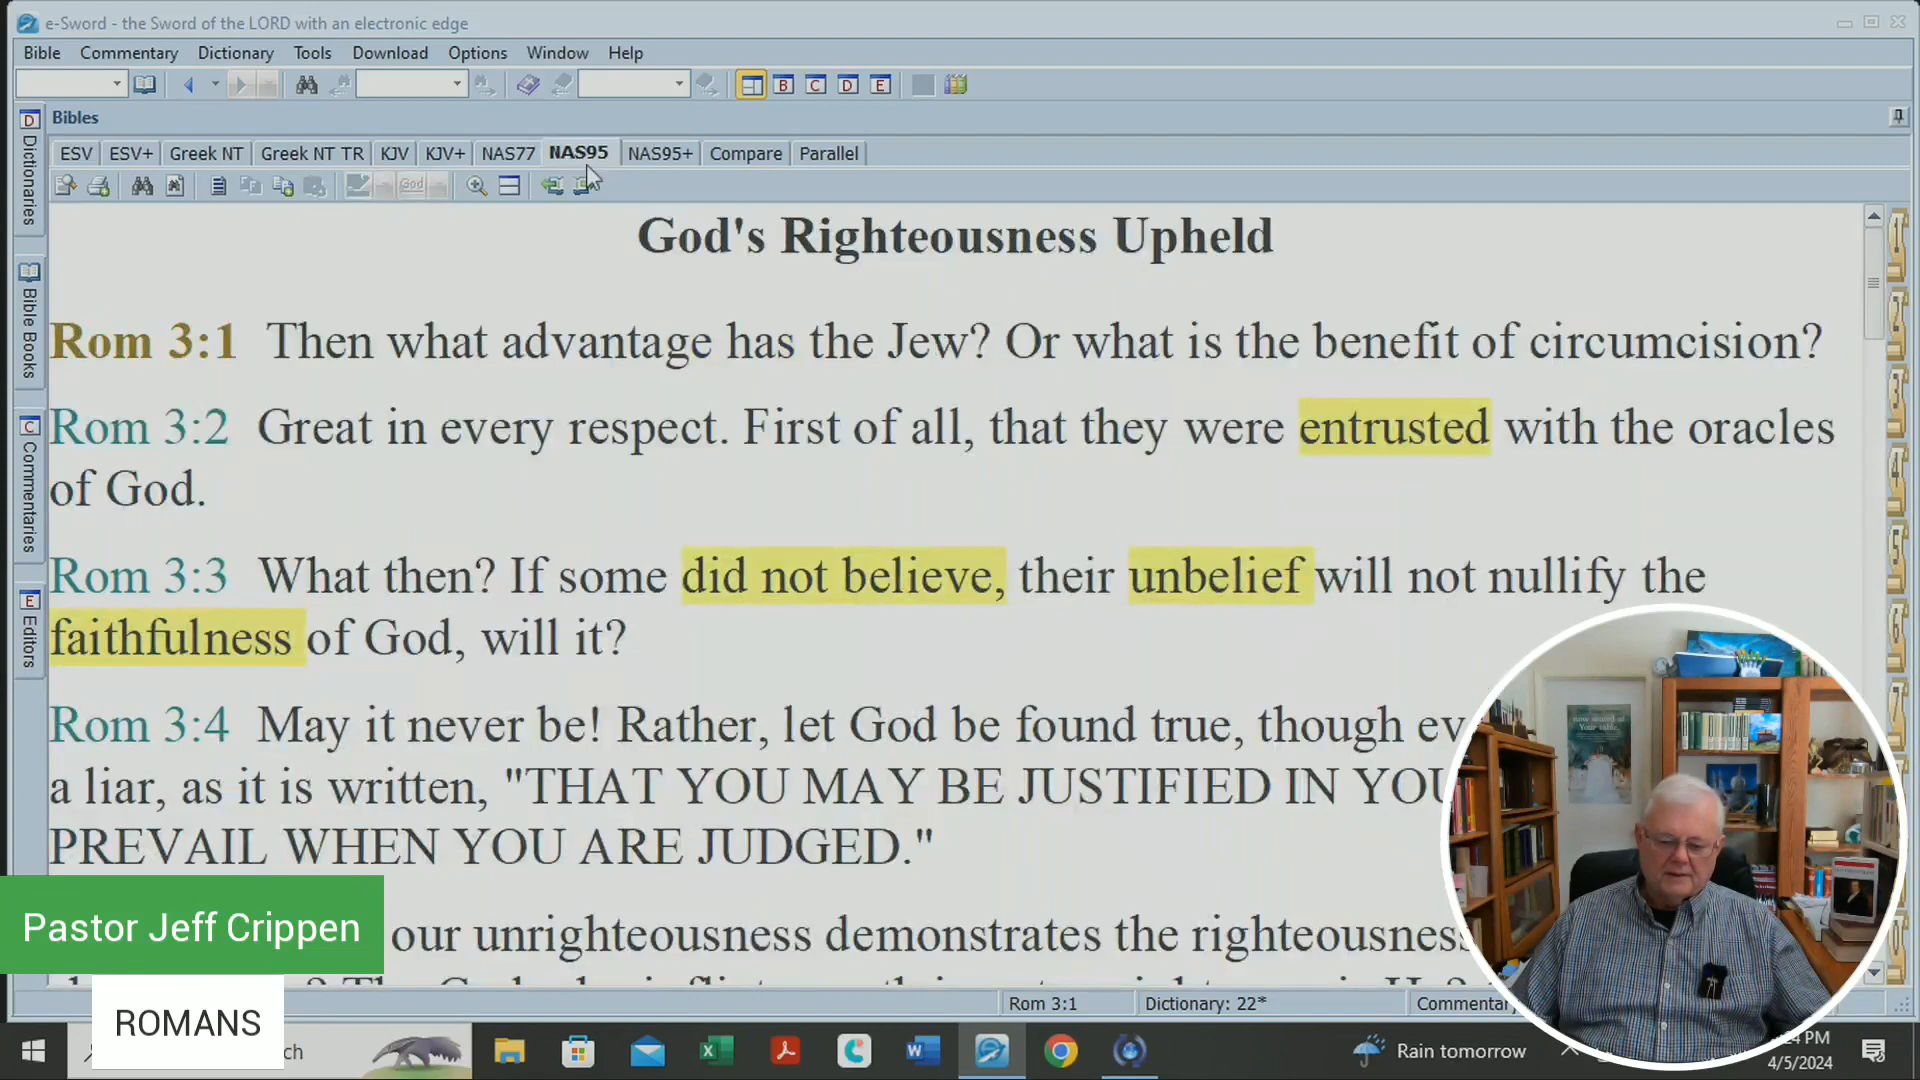 e-Sword - the Sword of the LORD with an electronic edge
Bible Commentary Dictionary Tools Download Options Window Help
B C D E
D Dictionaries
Bibles
ESV ESV+ Greek NT Greek NT TR KJV KJV+ NAS77 NAS95 NAS95+ Compare Parallel
God
God's Righteousness Upheld
Bible Books
Rom 3:1 Then what advantage has the Jew? Or what is the benefit of circumcision?
C Commentaries
Rom 3:2 Great in every respect. First of all, that they were entrusted with the oracles
of God.
Rom 3:3 What then? If some did not believe, their unbelief will not nullify the
faithfulness of God, will it?
E Editors
Rom 3:4 May it never be! Rather, let God be found true, though ev
a liar, as it is written, "THAT YOU MAY BE JUSTIFIED IN YOU
PREVAIL WHEN YOU ARE JUDGED."
Pastor Jeff Crippen
our unrighteousness demonstrates the righteousness
ROMANS
Rom 3:1 Dictionary: 22* Commentar
Rain tomorrow
4 PM
4/5/2024